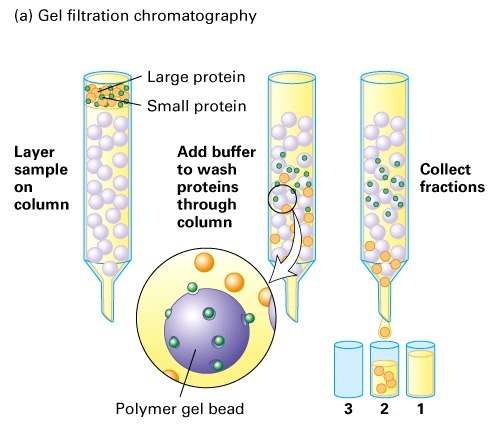 (a) Gel filtration chromatography
Large protein
Small protein
Layer
sample
on
column
Add buffer
to wash
proteins
through
column
Collect
fractions
Polymer gel bead
3 2 1